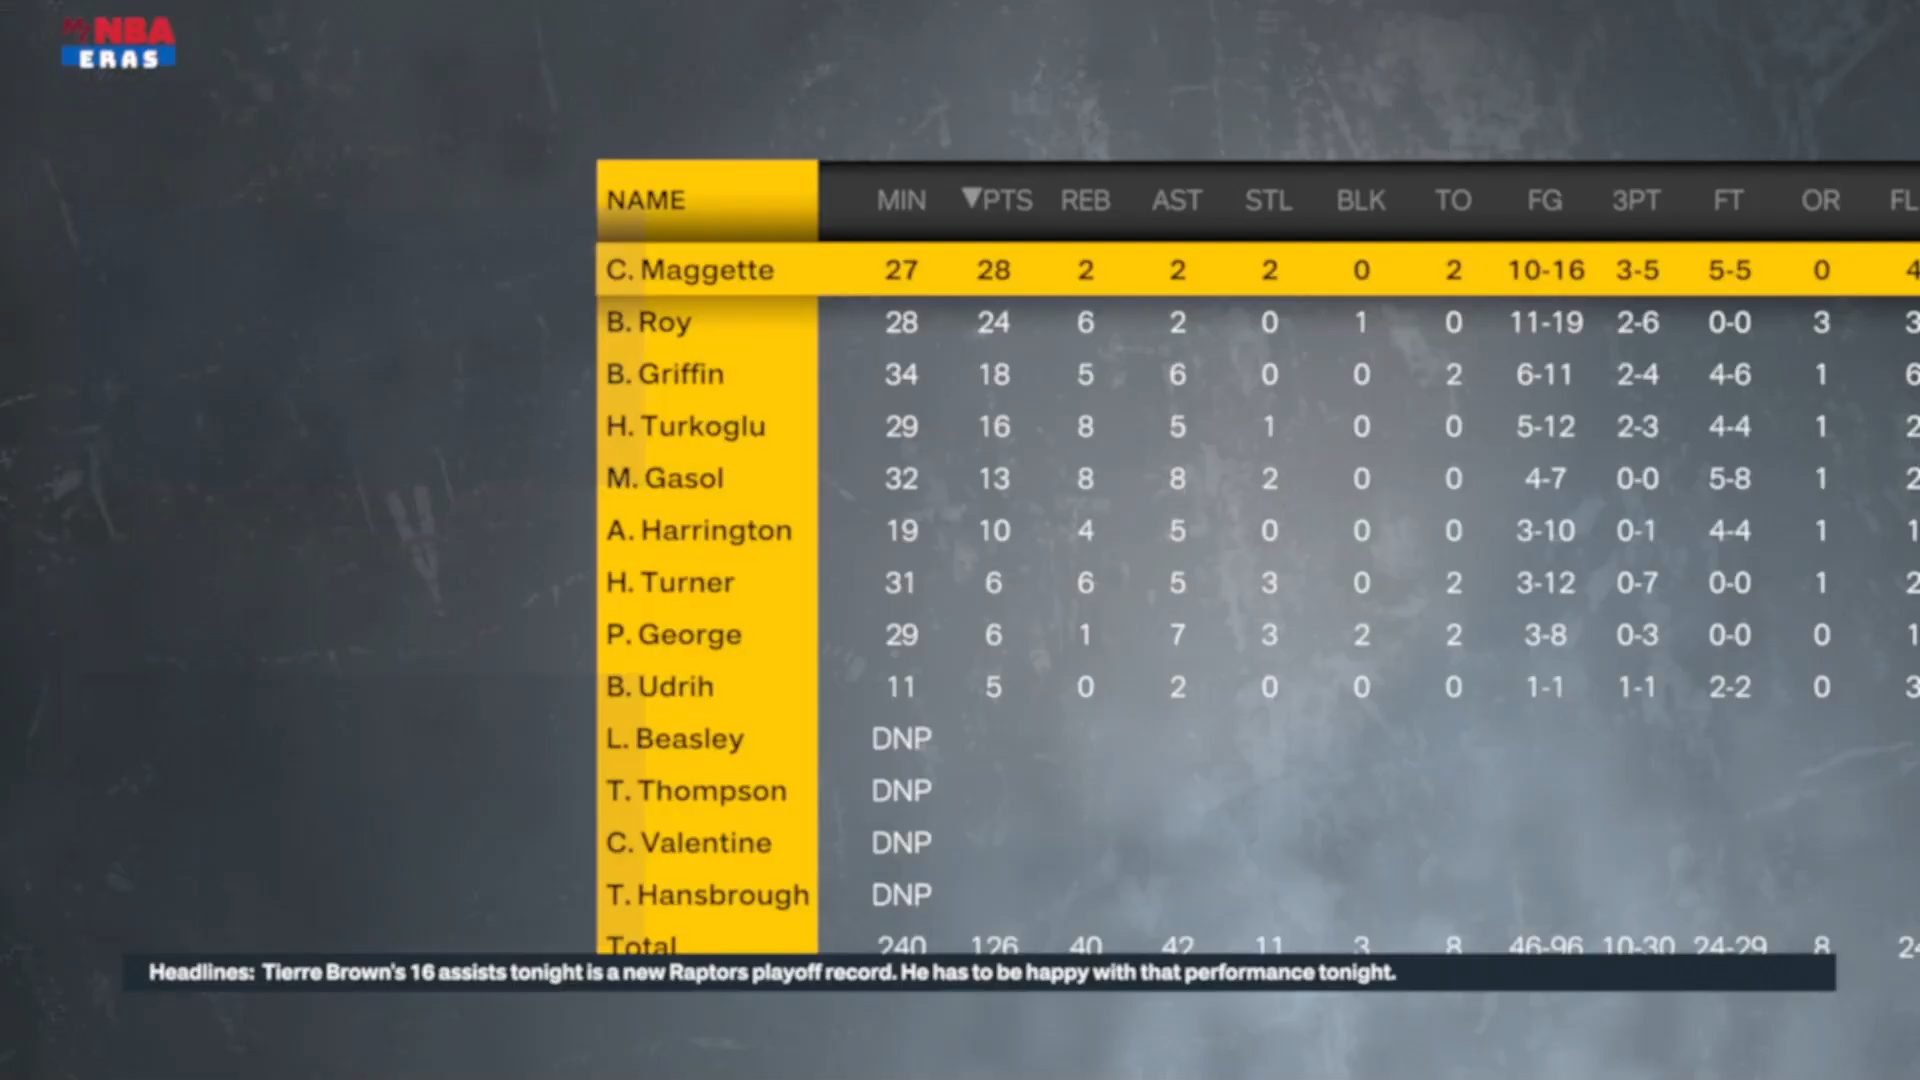 My NBA
ERAS
NAME MIN ▼PTS REB AST STL BLK TO FG 3PT FT OR FL
C. Maggette 27 28 2 2 2 0 2 10-16 3-5 5-5 0 4
B. Roy 28 24 6 2 0 1 0 11-19 2-6 0-0 3 3
B. Griffin 34 18 5 6 0 0 2 6-11 2-4 4-6 1 6
H. Turkoglu 29 16 8 5 1 0 0 5-12 2-3 4-4 1 2
M. Gasol 32 13 8 8 2 0 0 4-7 0-0 5-8 1 2
A. Harrington 19 10 4 5 0 0 0 3-10 0-1 4-4 1 1
H. Turner 31 6 6 5 3 0 2 3-12 0-7 0-0 1 2
P. George 29 6 1 7 3 2 2 3-8 0-3 0-0 0 1
B. Udrih 11 5 0 2 0 0 0 1-1 1-1 2-2 0 3
L. Beasley DNP
T. Thompson DNP
C. Valentine DNP
T. Hansbrough DNP
Total 240 126 40 42 11 3 8 46-96 10-30 24-29 8 24
Headlines: Tierre Brown's 16 assists tonight is a new Raptors playoff record. He has to be happy with that performance tonight.